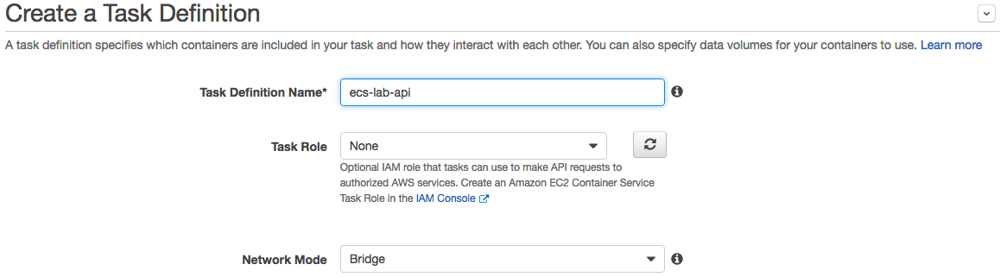 Create a Task Definition
A task definition specifies which containers are included in your task and how they interact with each other. You can also specify data volumes for your containers to use. Learn more
Task Definition Name*
ecs-lab-api
Task Role
None
Optional IAM role that tasks can use to make API requests to
authorized AWS services. Create an Amazon EC2 Container Service
Task Role in the IAM Console
Network Mode
Bridge